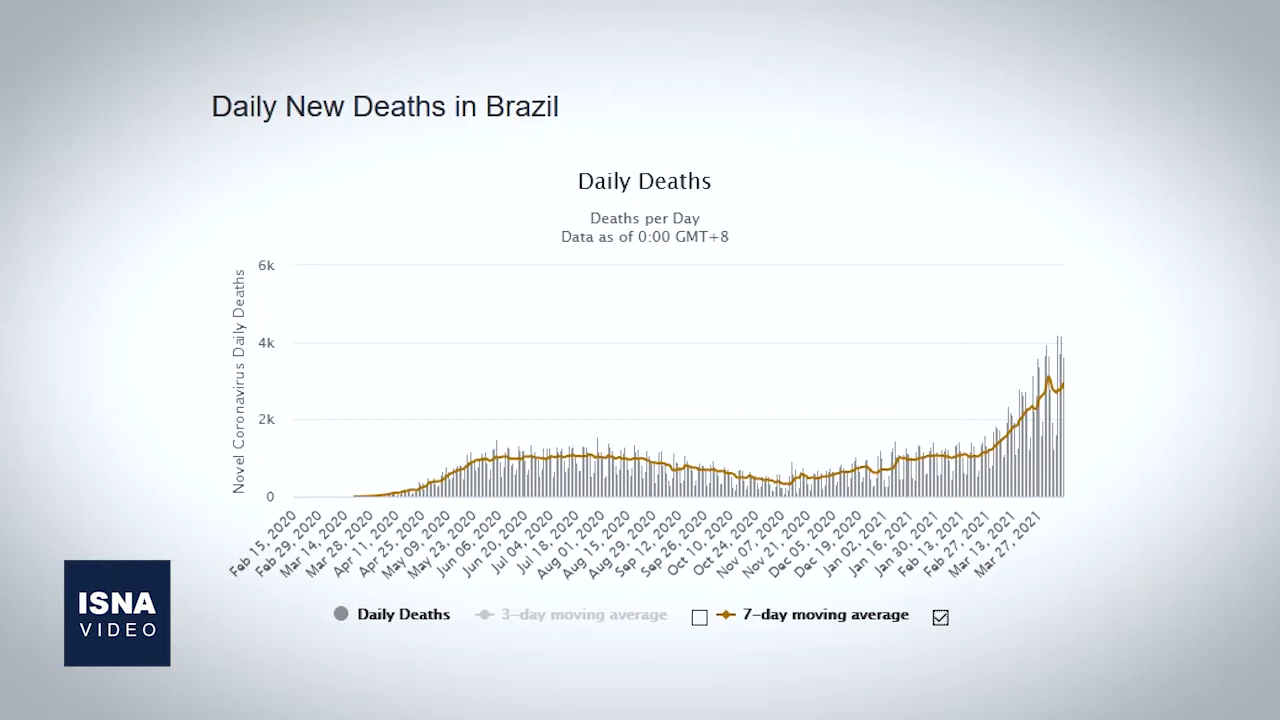 Daily New Deaths in Brazil
Daily Deaths
Deaths per Day
Data as of 0:00 GMT+8
Novel Coronavirus Daily Deaths
6k
4k
2k
0
Feb 15, 2020
Feb 29, 2020
Mar 14, 2020
Mar 28, 2020
Apr 11, 2020
Apr 25, 2020
May 09, 2020
May 23, 2020
Jun 06, 2020
Jun 20, 2020
Jul 04, 2020
Jul 18, 2020
Aug 01, 2020
Aug 15, 2020
Aug 29, 2020
Sep 12, 2020
Sep 26, 2020
Oct 10, 2020
Oct 24, 2020
Nov 07, 2020
Nov 21, 2020
Dec 05, 2020
Dec 19, 2020
Jan 02, 2021
Jan 16, 2021
Jan 30, 2021
Feb 13, 2021
Feb 27, 2021
Mar 13, 2021
Mar 27, 2021
Daily Deaths 3-day moving average 7-day moving average
ISNA
VIDEO